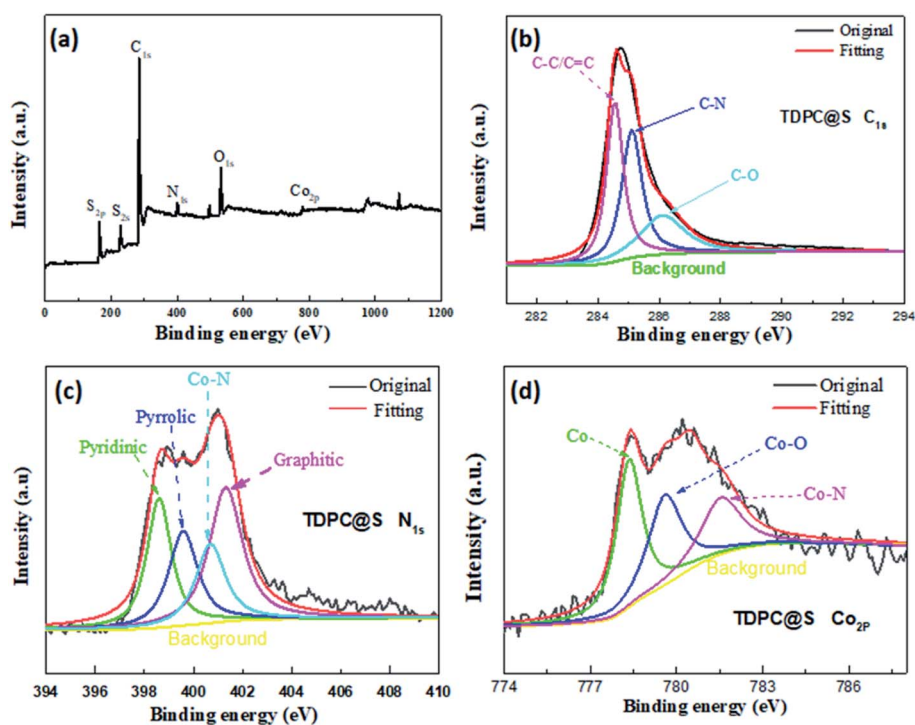 (a)
C1s
S2p
S2s
N1s
O1s
Co2p
Intensity (a.u.)
0 200 400 600 800 1000 1200
Binding energy (eV)
(b)
Original
Fitting
C-C/C=C
C-N
C-O
TDPC@S C1s
Background
Intensity (a.u.)
282 284 286 288 290 292 294
Binding energy (eV)
(c)
Original
Fitting
Co-N
Pyrrolic
Pyridinic
Graphitic
TDPC@S N1s
Background
Intensity (a.u.)
394 396 398 400 402 404 406 408 410
Binding energy (eV)
(d)
Original
Fitting
Co
Co-O
Co-N
Background
TDPC@S Co2P
Intensity (a.u.)
774 777 780 783 786
Binding energy (eV)